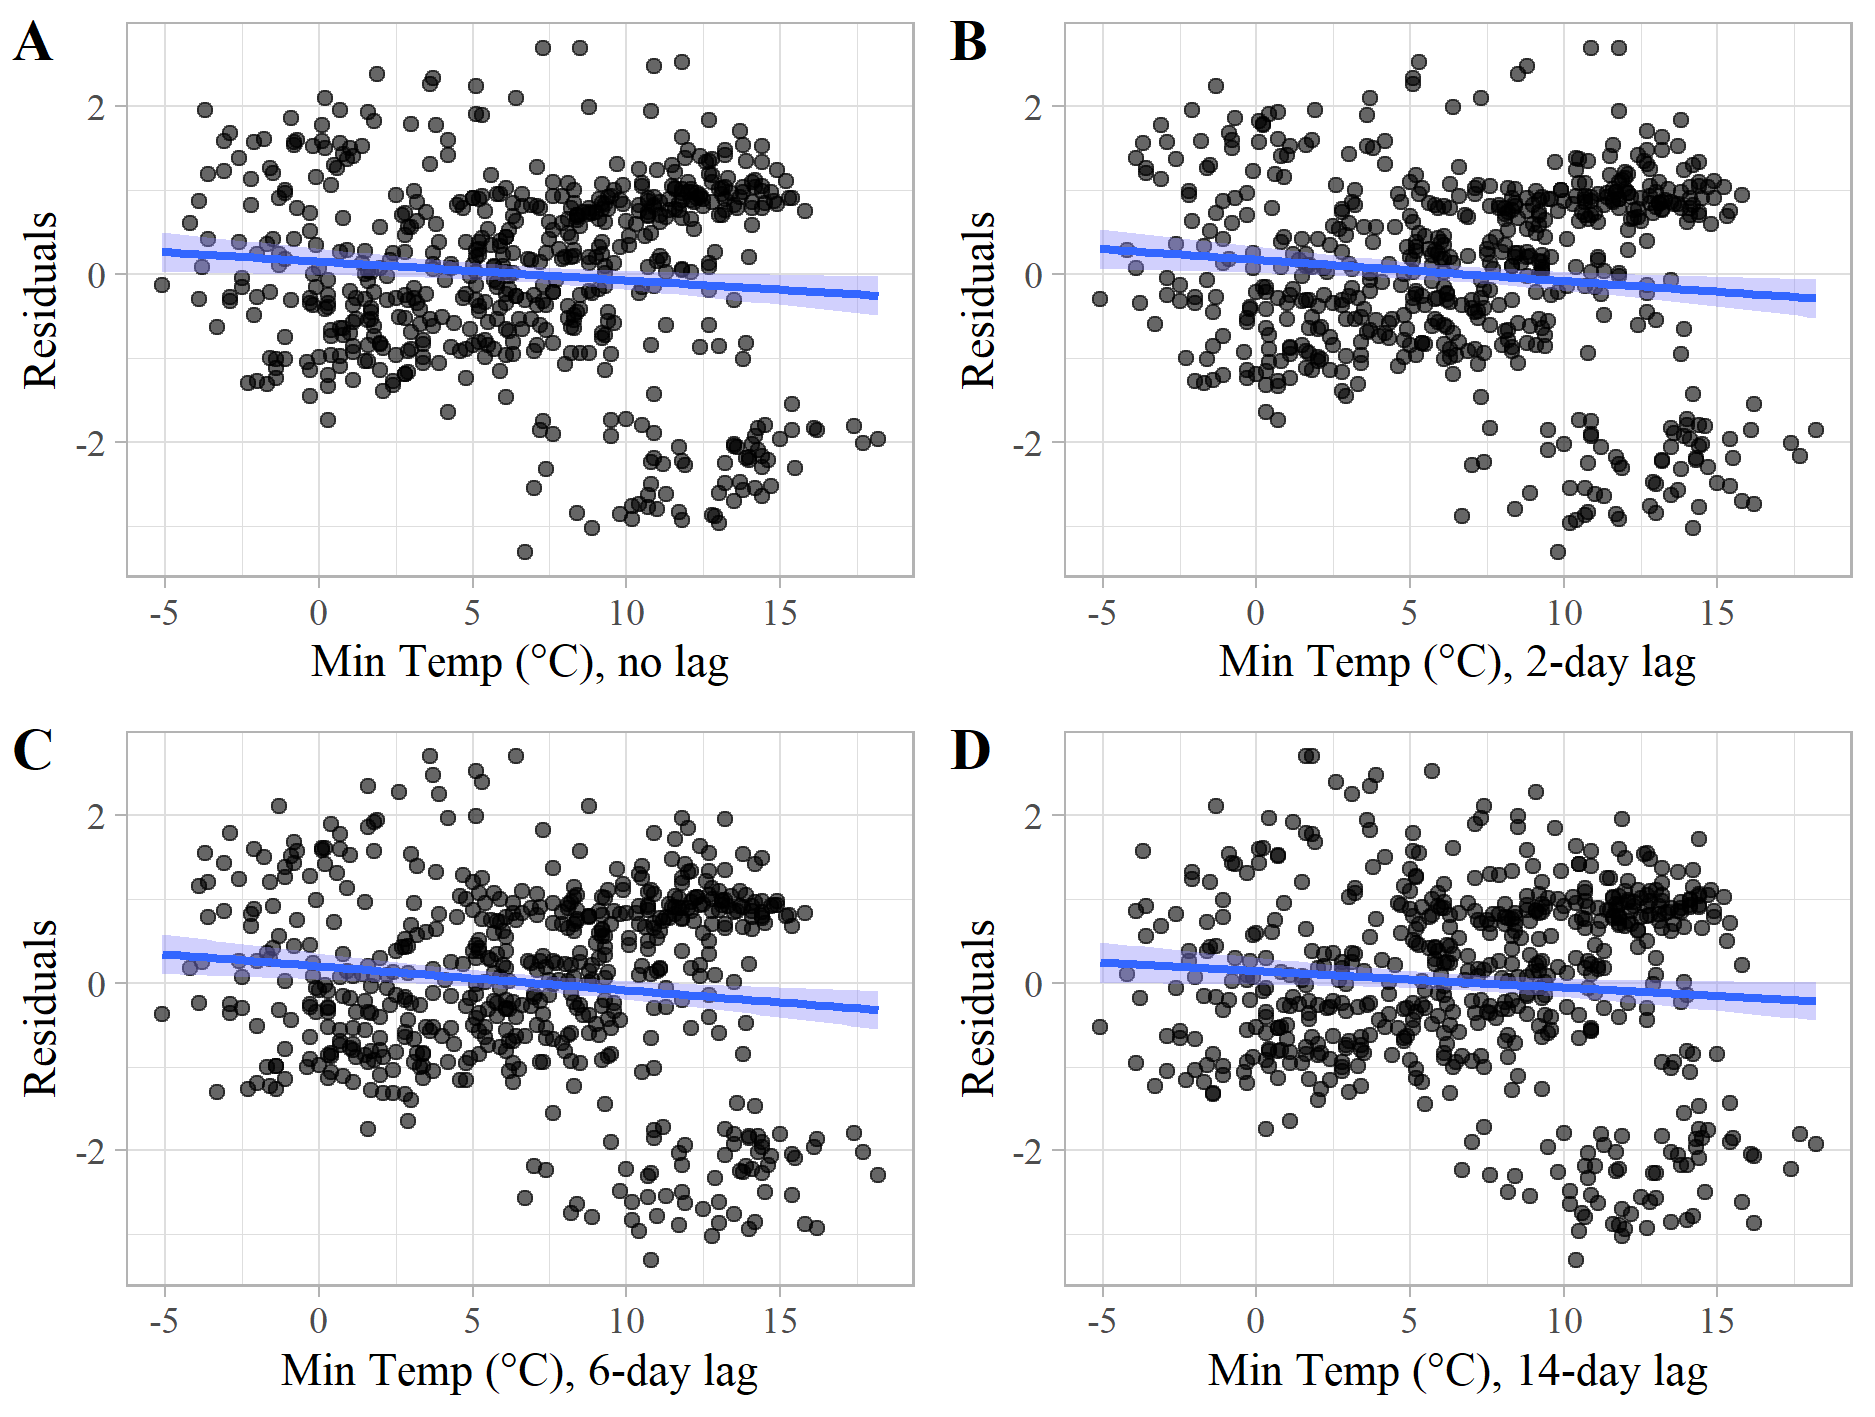 A
B
2
0
-2
Residuals
-5 0 5 10 15
Min Temp (°C), no lag
2
0
-2
Residuals
-5 0 5 10 15
Min Temp (°C), 2-day lag
C
D
2
0
-2
Residuals
-5 0 5 10 15
Min Temp (°C), 6-day lag
2
0
-2
Residuals
-5 0 5 10 15
Min Temp (°C), 14-day lag